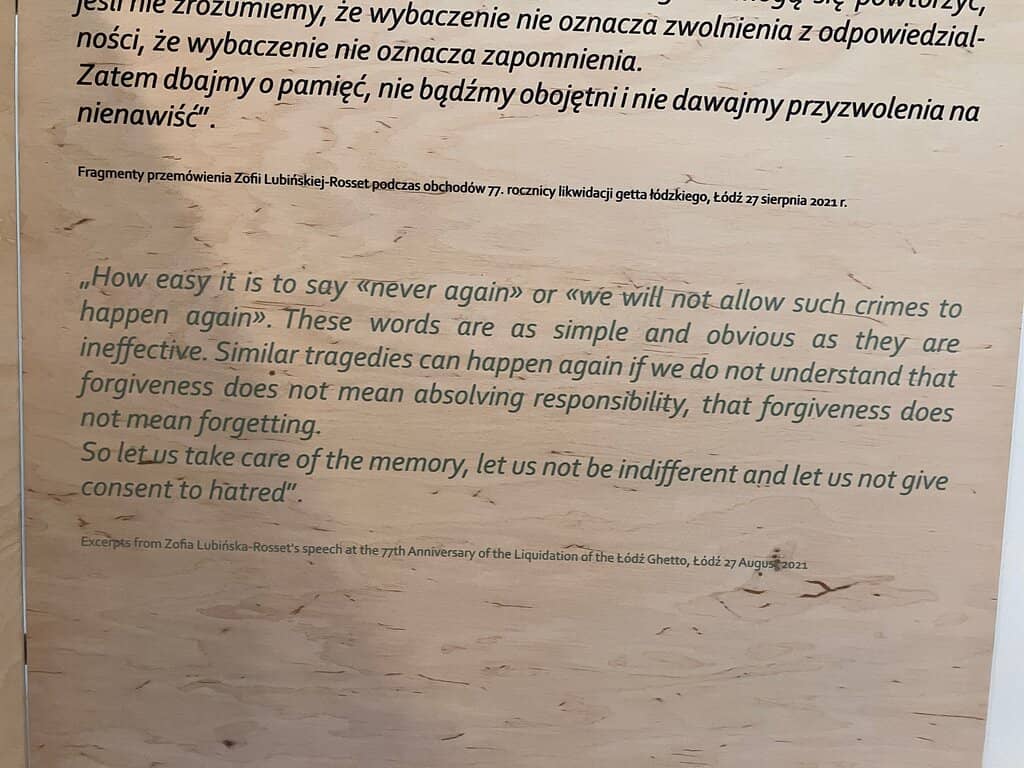 jeśli nie zrozumiemy, że wybaczenie nie oznacza zwolnienia z odpowiedzial-
ności, że wybaczenie nie oznacza zapomnienia.
Zatem dbajmy o pamięć, nie bądźmy obojętni i nie dawajmy przyzwolenia na
nienawiść".
Fragmenty przemówienia Zofii Lubińskiej-Rosset podczas obchodów 77. rocznicy likwidacji getta łódzkiego, Łódź 27 sierpnia 2021 r.
„How easy it is to say «never again» or «we will not allow such crimes to
happen again». These words are as simple and obvious as they are
ineffective. Similar tragedies can happen again if we do not understand that
forgiveness does not mean absolving responsibility, that forgiveness does
not mean forgetting.
So let us take care of the memory, let us not be indifferent and let us not give
consent to hatred".
Excerpts from Zofia Lubińska-Rosset's speech at the 77th Anniversary of the Liquidation of the Łódź Ghetto, Łódź 27 August 2021